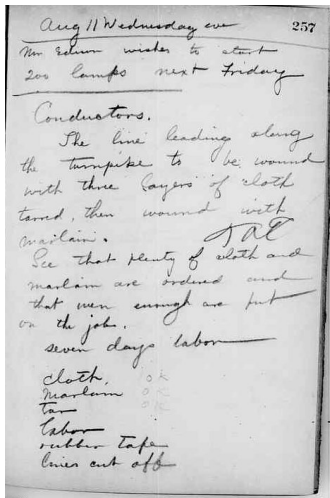 Aug 11 Wednesday eve
257
Mr Edison wishes to start
200 lamps next Friday
Conductors.
The line leading along
the turnpike to be wound
with three layers of cloth
tarred, then wound with
marlain.
TAE
See that plenty of cloth and
marlain are ordered and
that men enough are put
on the job.
seven days labor
cloth, OK
marlain OK
tar OK
labor
rubber tape
lines cut off